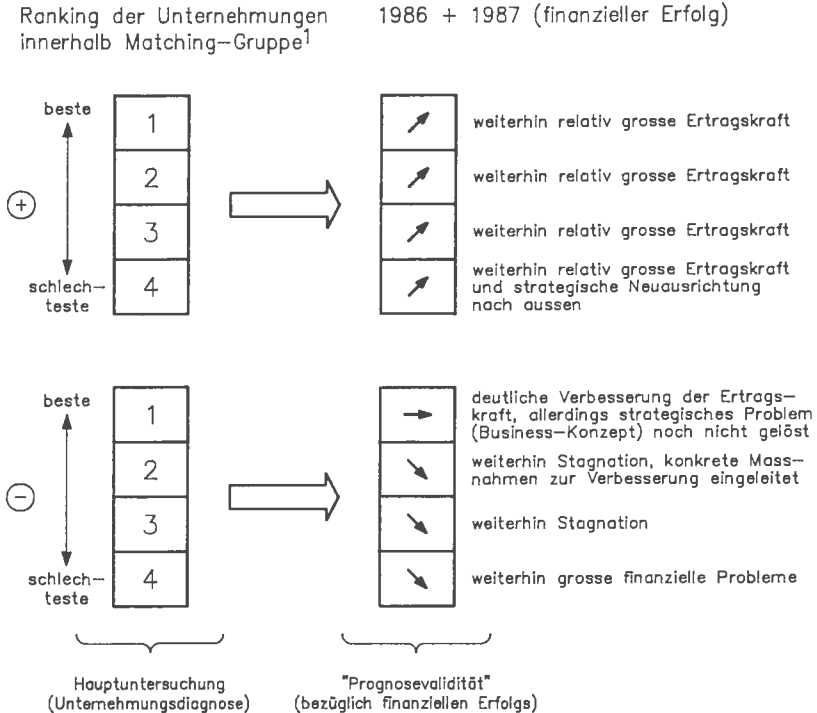 Ranking der Unternehmungen
innerhalb Matching-Gruppe1
1986 + 1987 (finanzieller Erfolg)
+
beste
schlech-
teste
1
2
3
4
weiterhin relativ grosse Ertragskraft
weiterhin relativ grosse Ertragskraft
weiterhin relativ grosse Ertragskraft
weiterhin relativ grosse Ertragskraft
und strategische Neuausrichtung
nach aussen
-
beste
schlech-
teste
1
2
3
4
deutliche Verbesserung der Ertrags-
kraft, allerdings strategisches Problem
(Business-Konzept) noch nicht gelöst
weiterhin Stagnation, konkrete Mass-
nahmen zur Verbesserung eingeleitet
weiterhin Stagnation
weiterhin grosse finanzielle Probleme
Hauptuntersuchung
(Unternehmungsdiagnose)
"Prognosevalidität"
(bezüglich finanziellen Erfolgs)